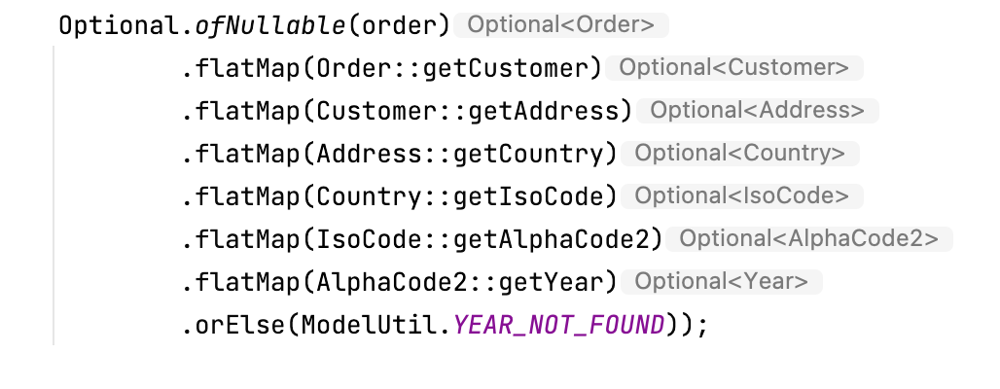 Optional.ofNullable(order) Optional<Order>
.flatMap(Order::getCustomer) Optional<Customer>
.flatMap(Customer::getAddress) Optional<Address>
.flatMap(Address::getCountry) Optional<Country>
.flatMap(Country::getIsoCode) Optional<IsoCode>
.flatMap(IsoCode::getAlphaCode2) Optional<AlphaCode2>
.flatMap(AlphaCode2::getYear) Optional<Year>
.orElse(ModelUtil.YEAR_NOT_FOUND));